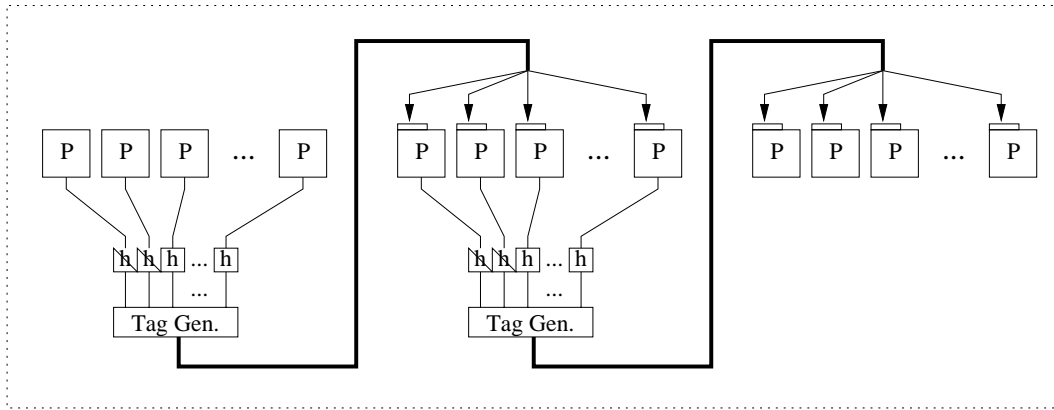 P P P ... P P P P ... P P P P ... P
h h h ... h h h h ... h
... ...
Tag Gen. Tag Gen.